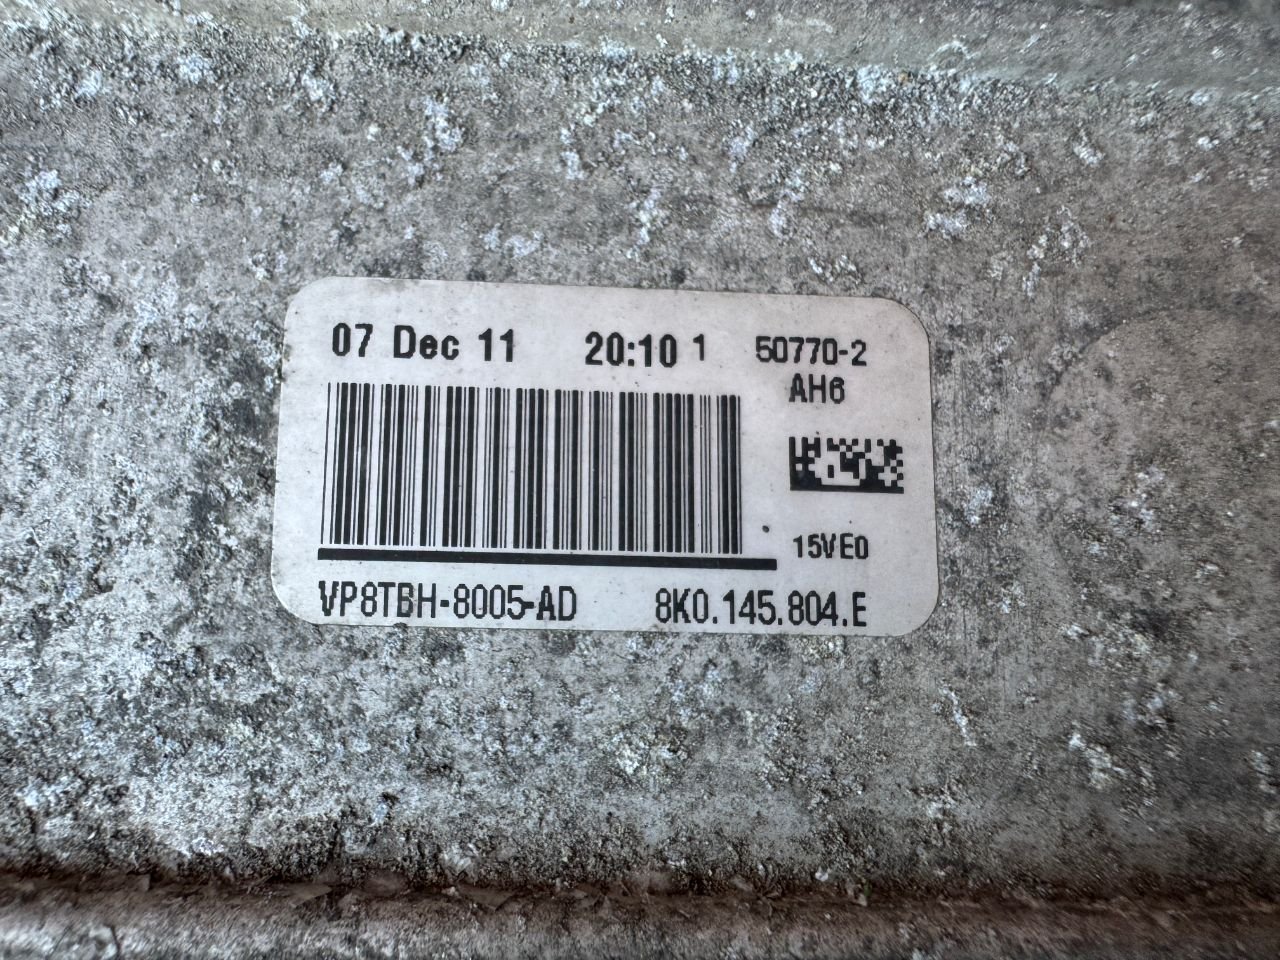 07 Dec 11 20:10 1 50770-2
AH6
15VE0
VP8TBH-8005-AD 8K0.145.804.E